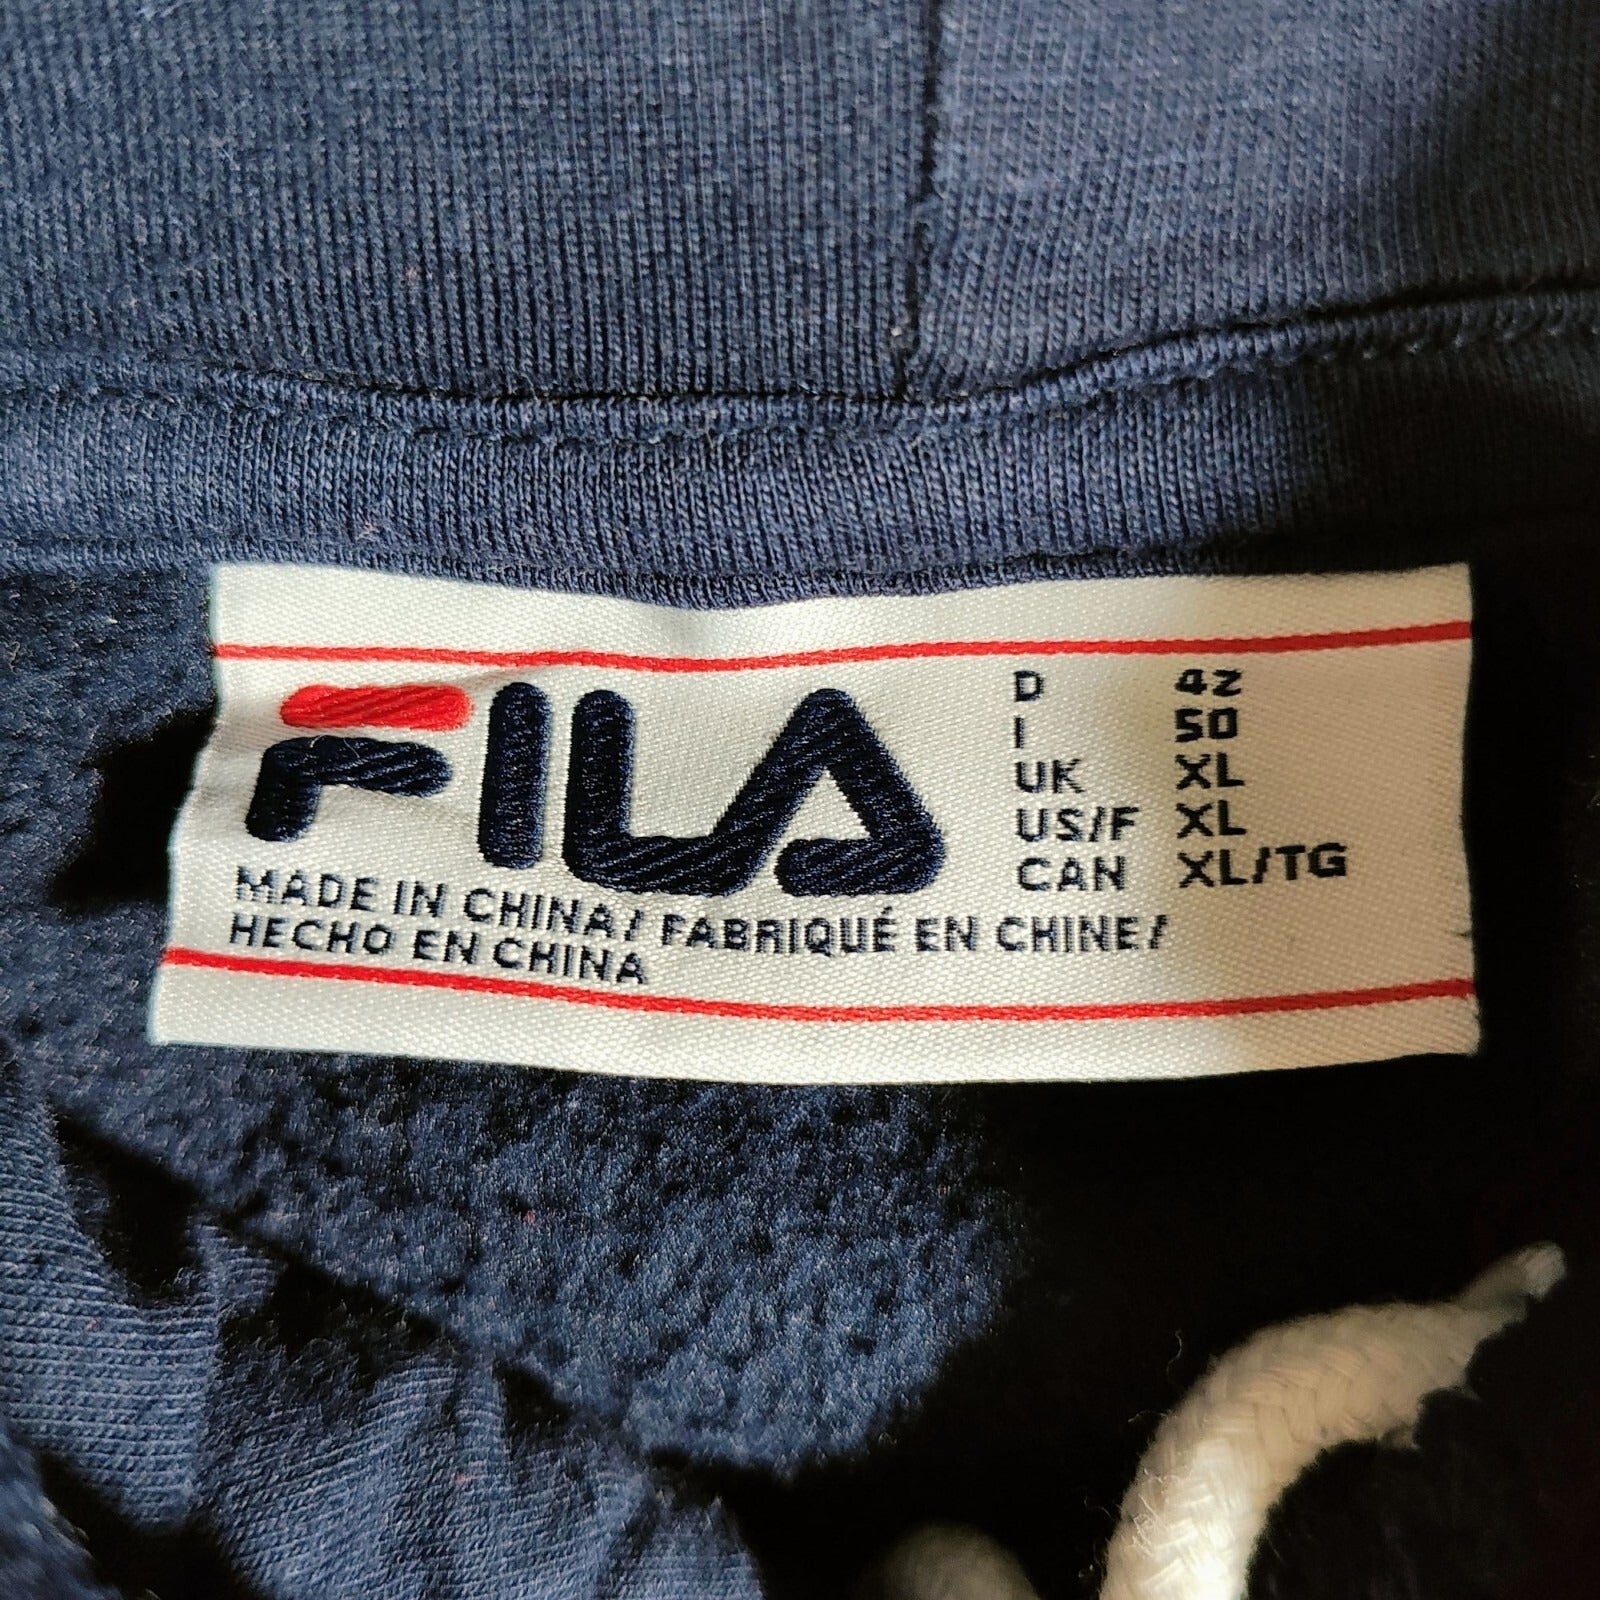 FILA
D 42
I 50
UK XL
US/F XL
CAN XL/TG
MADE IN CHINA/ FABRIQUÉ EN CHINE/
HECHO EN CHINA